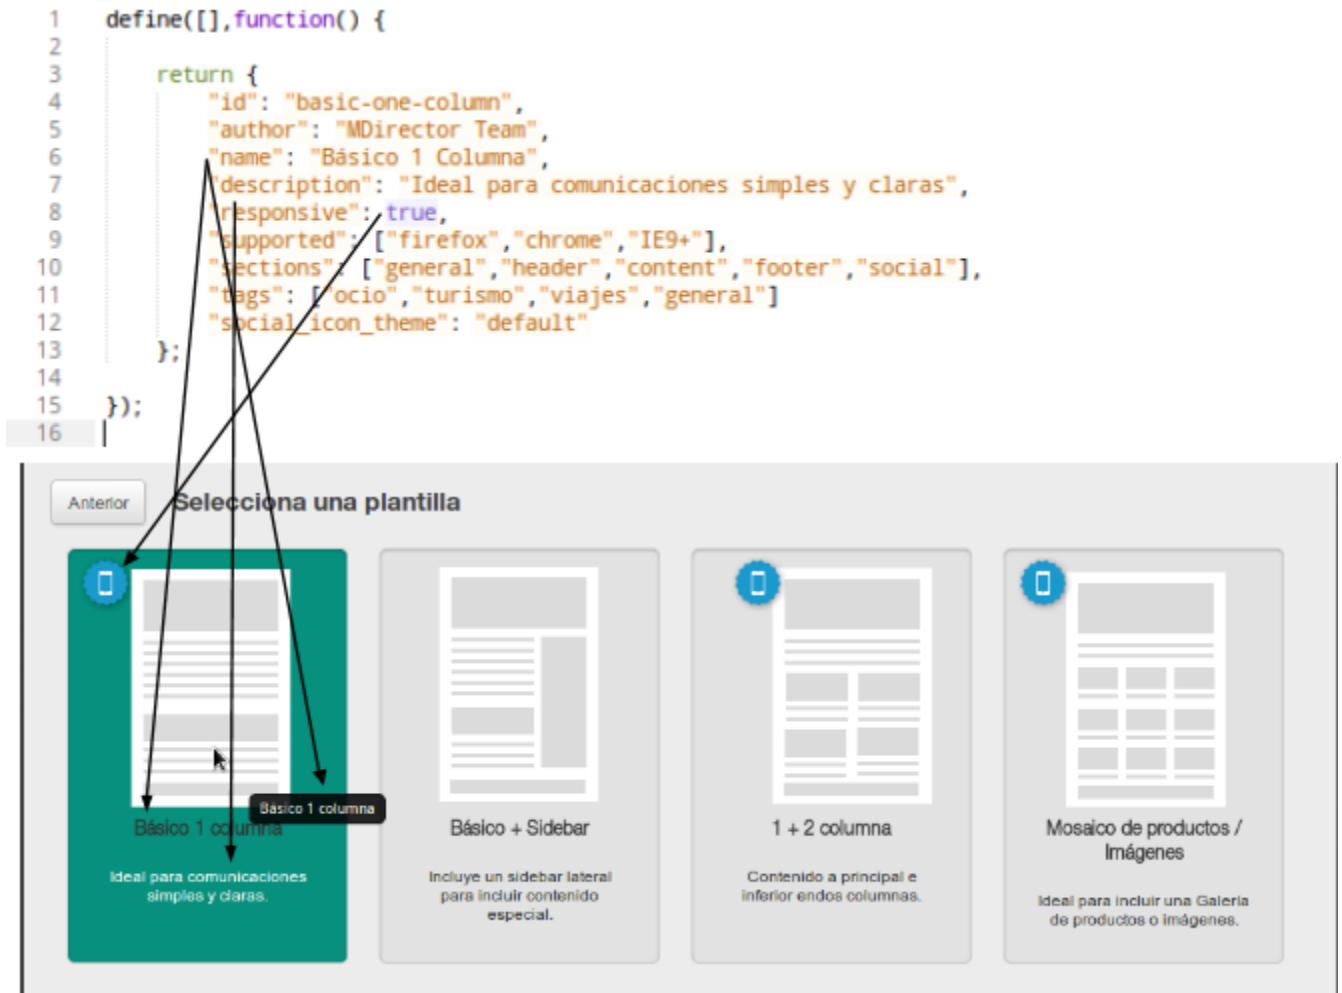 1 define([],function() {
2
3 return {
4 "id": "basic-one-column",
5 "author": "MDirector Team",
6 "name": "Básico 1 Columna",
7 "description": "Ideal para comunicaciones simples y claras",
8 "responsive": true,
9 "supported": ["firefox","chrome","IE9+"],
10 "sections": ["general","header","content","footer","social"],
11 "tags": ["ocio","turismo","viajes","general"]
12 "social_icon_theme": "default"
13 };
14
15 });
16
Anterior
Selecciona una plantilla
Básico 1 columna
Básico 1 columna
Ideal para comunicaciones
simples y claras.
Básico + Sidebar
Incluye un sidebar lateral
para incluir contenido
especial.
1 + 2 columna
Contenido a principal e
inferior endos columnas.
Mosaico de productos /
Imágenes
Ideal para incluir una Galería
de productos o imágenes.